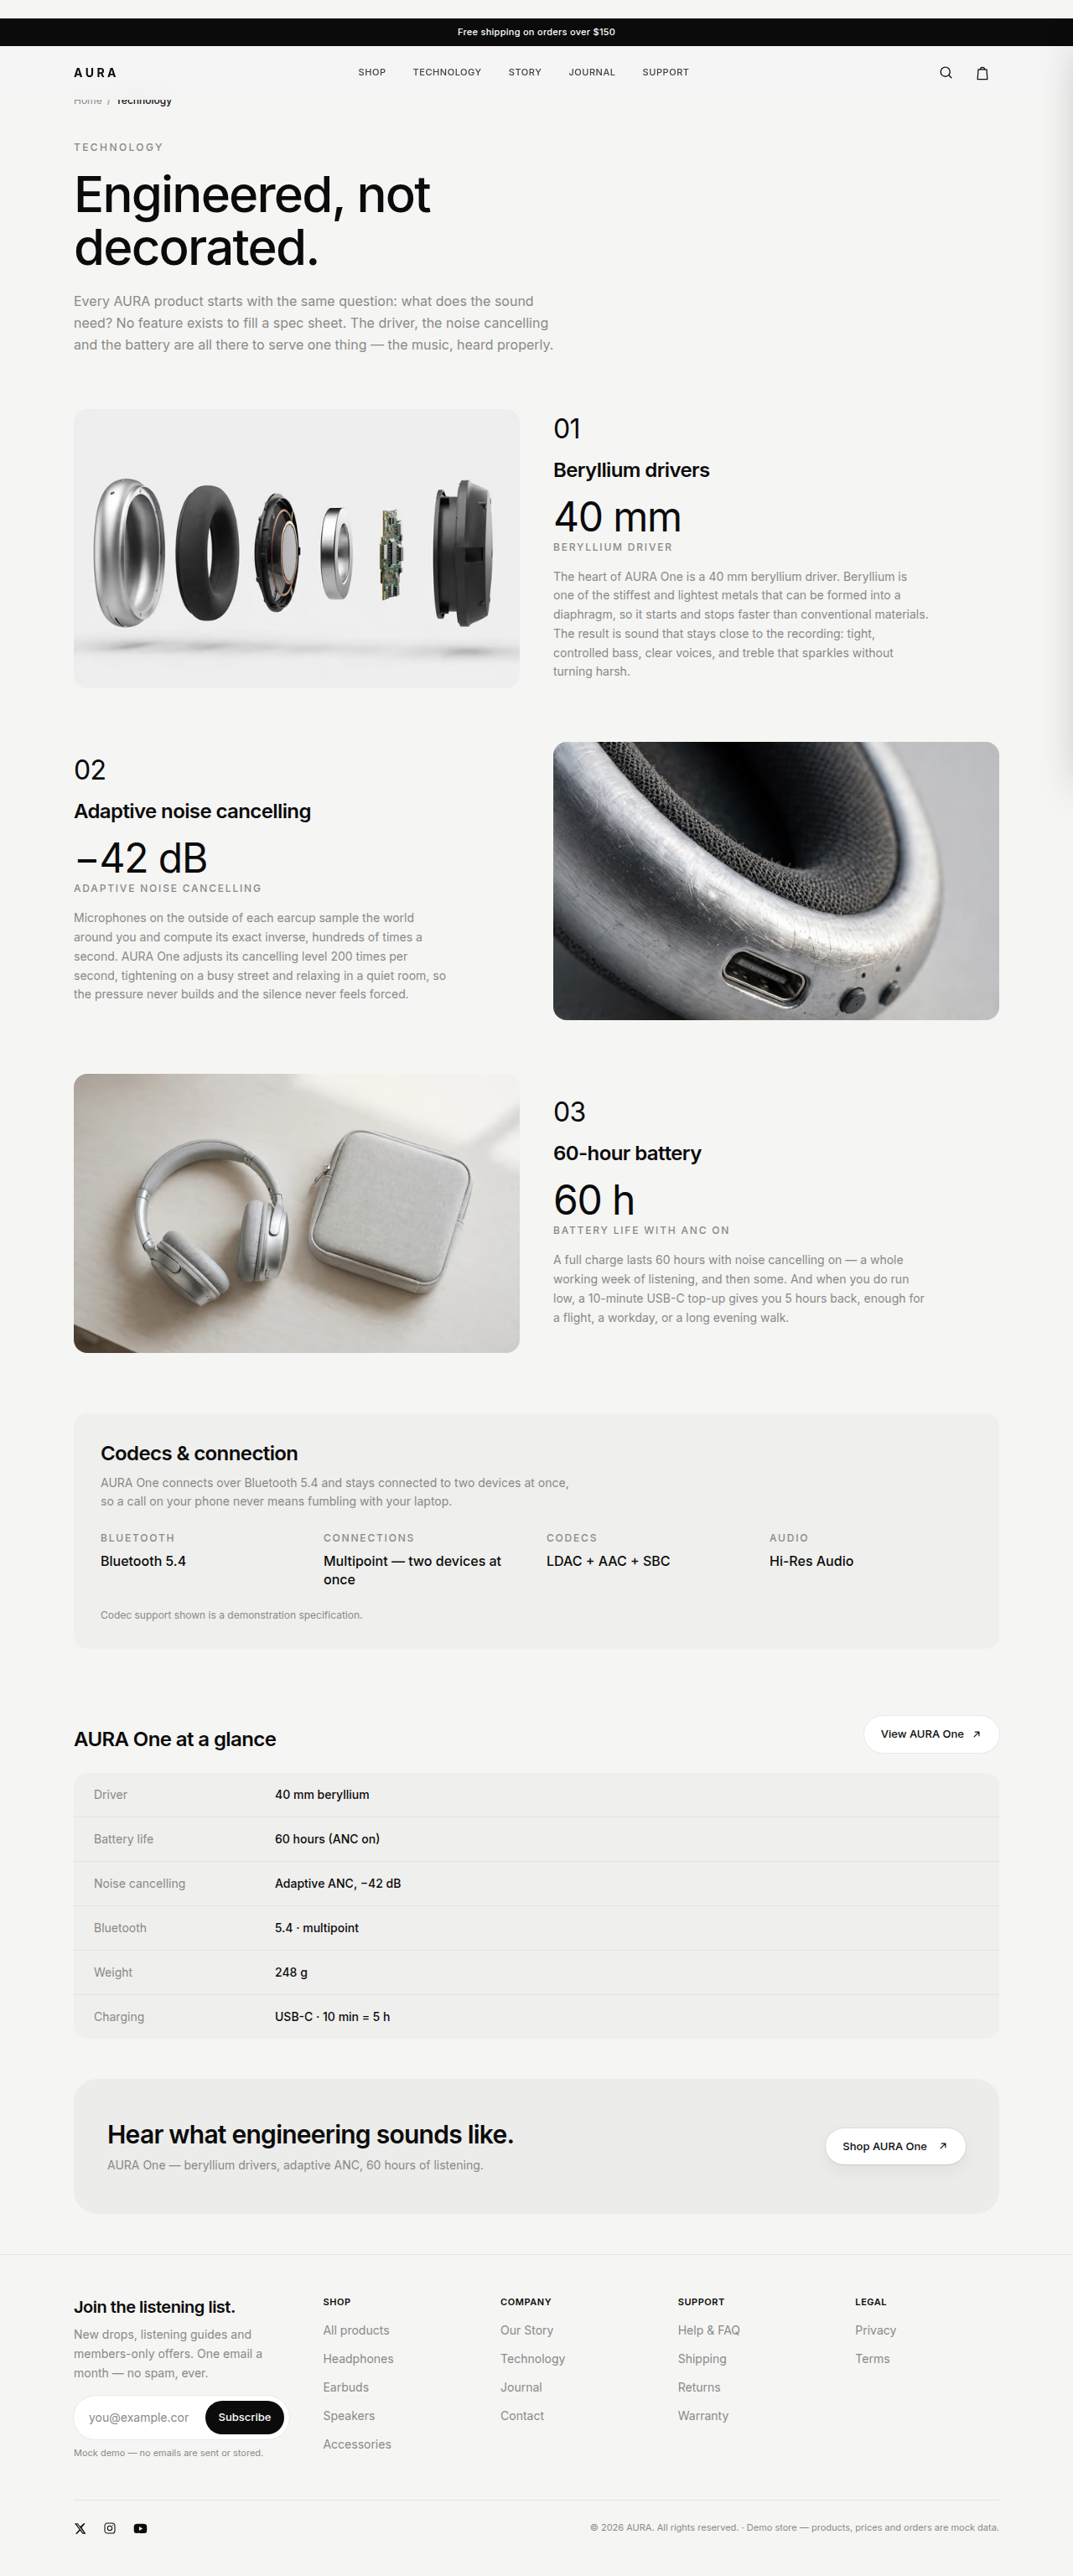 Free shipping on orders over $150
AURA
SHOP
TECHNOLOGY
STORY
JOURNAL
SUPPORT
Home / Technology
TECHNOLOGY
Engineered, not
decorated.
Every AURA product starts with the same question: what does the sound
need? No feature exists to fill a spec sheet. The driver, the noise cancelling
and the battery are all there to serve one thing — the music, heard properly.
01
Beryllium drivers
40 mm
BERYLLIUM DRIVER
The heart of AURA One is a 40 mm beryllium driver. Beryllium is
one of the stiffest and lightest metals that can be formed into a
diaphragm, so it starts and stops faster than conventional materials.
The result is sound that stays close to the recording: tight,
controlled bass, clear voices, and treble that sparkles without
turning harsh.
02
Adaptive noise cancelling
−42 dB
ADAPTIVE NOISE CANCELLING
Microphones on the outside of each earcup sample the world
around you and compute its exact inverse, hundreds of times a
second. AURA One adjusts its cancelling level 200 times per
second, tightening on a busy street and relaxing in a quiet room, so
the pressure never builds and the silence never feels forced.
03
60-hour battery
60 h
BATTERY LIFE WITH ANC ON
A full charge lasts 60 hours with noise cancelling on — a whole
working week of listening, and then some. And when you do run
low, a 10-minute USB-C top-up gives you 5 hours back, enough for
a flight, a workday, or a long evening walk.
Codecs & connection
AURA One connects over Bluetooth 5.4 and stays connected to two devices at once,
so a call on your phone never means fumbling with your laptop.
BLUETOOTH
Bluetooth 5.4
CONNECTIONS
Multipoint — two devices at
once
CODECS
LDAC + AAC + SBC
AUDIO
Hi-Res Audio
Codec support shown is a demonstration specification.
AURA One at a glance
View AURA One
Driver
40 mm beryllium
Battery life
60 hours (ANC on)
Noise cancelling
Adaptive ANC, −42 dB
Bluetooth
5.4 · multipoint
Weight
248 g
Charging
USB-C · 10 min = 5 h
Hear what engineering sounds like.
AURA One — beryllium drivers, adaptive ANC, 60 hours of listening.
Shop AURA One
Join the listening list.
New drops, listening guides and
members-only offers. One email a
month — no spam, ever.
you@example.cor
Subscribe
Mock demo — no emails are sent or stored.
SHOP
All products
Headphones
Earbuds
Speakers
Accessories
COMPANY
Our Story
Technology
Journal
Contact
SUPPORT
Help & FAQ
Shipping
Returns
Warranty
LEGAL
Privacy
Terms
© 2026 AURA. All rights reserved. · Demo store — products, prices and orders are mock data.